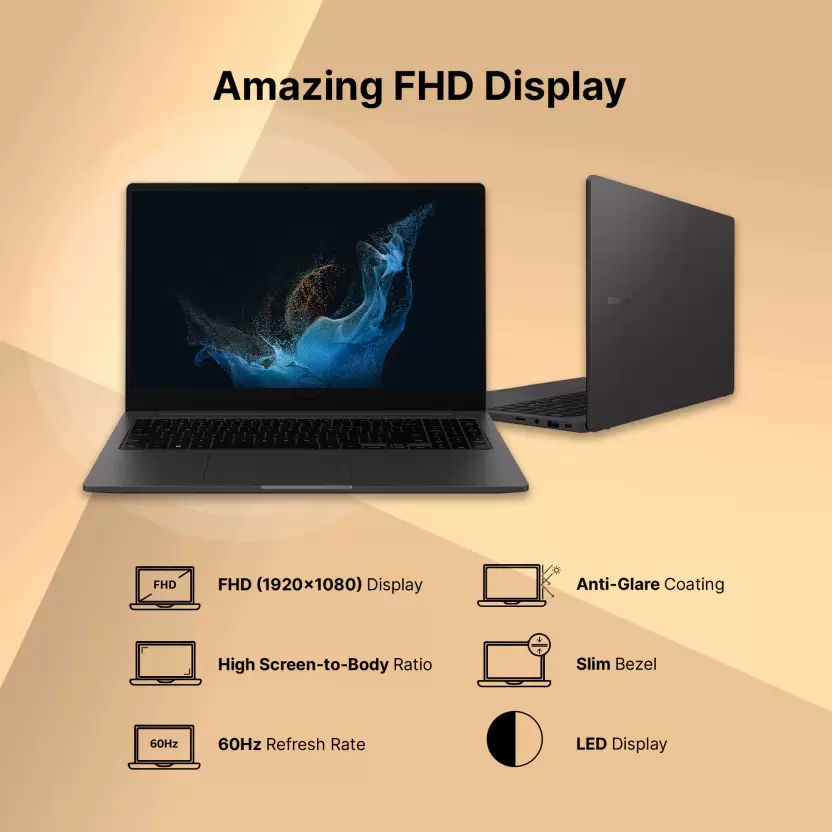 Amazing FHD Display
FHD
FHD (1920×1080) Display
Anti-Glare Coating
High Screen-to-Body Ratio
Slim Bezel
60Hz
60Hz Refresh Rate
LED Display